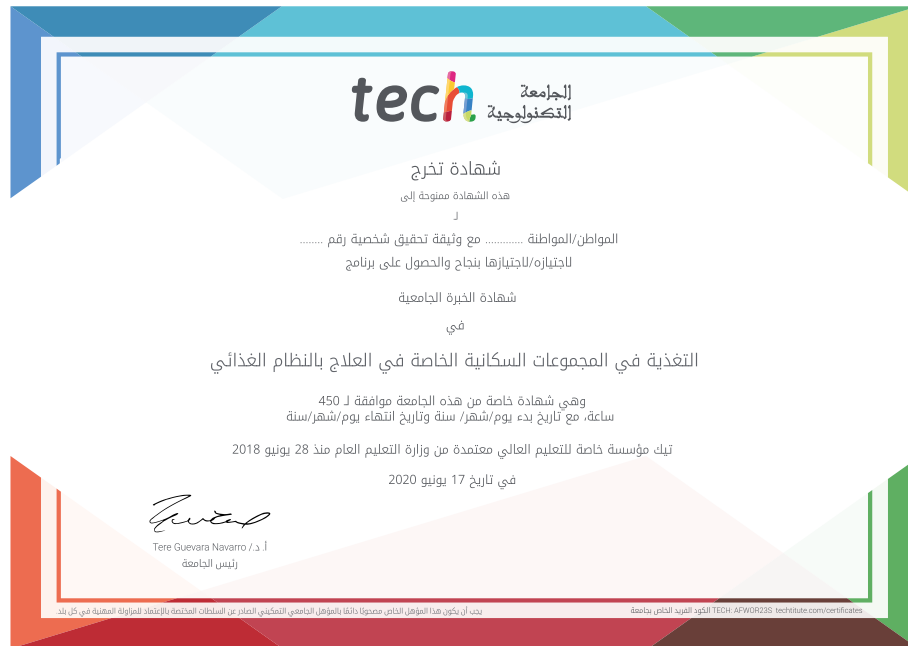 tech الجامعة
التكنولوجية
شهادة تخرج
هذه الشهادة ممنوحة إلى
لـ
المواطن/المواطنة ............ مع وثيقة تحقيق شخصية رقم ........
لاجتيازه/لاجتيازها بنجاح والحصول على برنامج
شهادة الخبرة الجامعية
في
التغذية في المجموعات السكانية الخاصة في العلاج بالنظام الغذائي
وهي شهادة خاصة من هذه الجامعة موافقة لـ 450
ساعة، مع تاريخ بدء يوم/شهر/ سنة وتاريخ انتهاء يوم/شهر/سنة
تيك مؤسسة خاصة للتعليم العالي معتمدة من وزارة التعليم العام منذ 28 يونيو 2018
في تاريخ 17 يونيو 2020
أ. د./ Tere Guevara Navarro
رئيس الجامعة
يجب أن يكون هذا المؤهل الخاص مصحوبًا دائمًا بالمؤهل الجامعي التمكيني الصادر عن السلطات المختصة بالإعتماد للمزاولة المهنية في كل بلد.
الكود الفريد الخاص بجامعة TECH: AFWOR23S techtitute.com/certificates